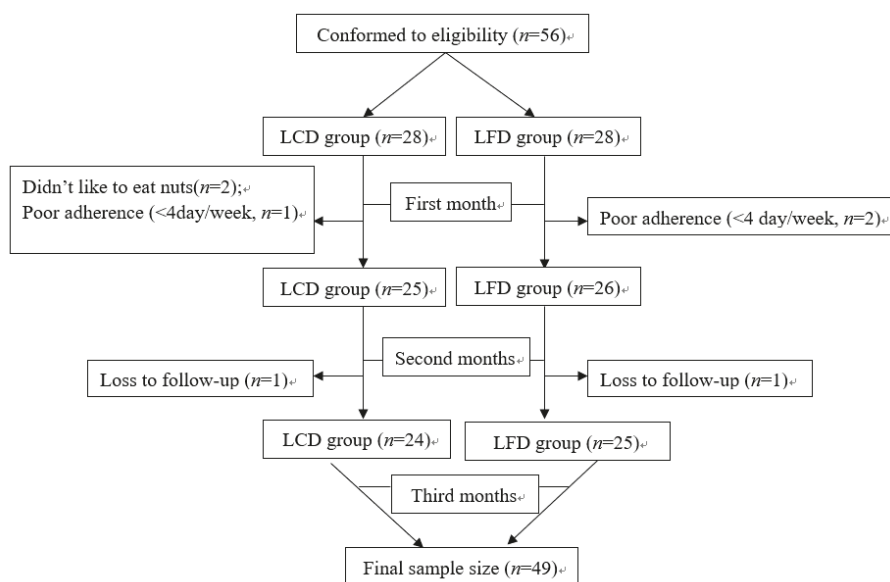 Conformed to eligibility (n=56)↵
LCD group (n=28)↵
LFD group (n=28)↵
Didn’t like to eat nuts(n=2);↵
Poor adherence (<4day/week, n=1)↵
First month↵
Poor adherence (<4 day/week, n=2)↵
LCD group (n=25)↵
LFD group (n=26)↵
Second months↵
Loss to follow-up (n=1)↵
Loss to follow-up (n=1)↵
LCD group (n=24)↵
LFD group (n=25)↵
Third months↵
Final sample size (n=49)↵